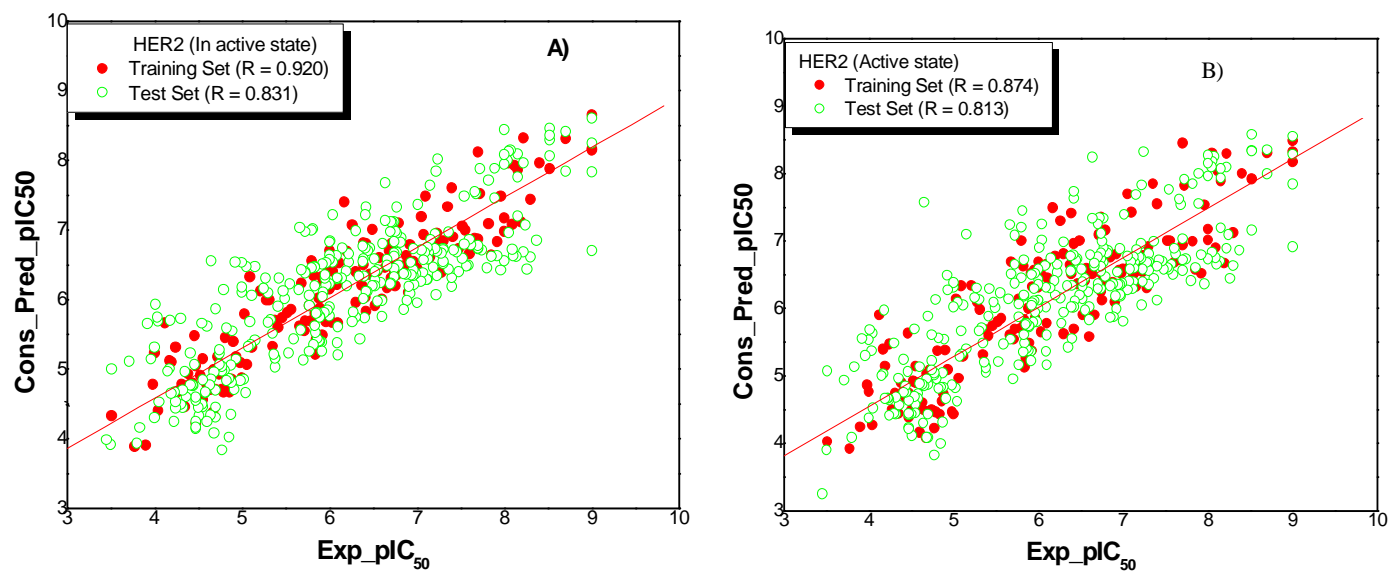 10
9
8
7
6
5
4
3
Cons_Pred_pIC50
HER2 (In active state)
Training Set (R = 0.920)
Test Set (R = 0.831)
A)
3 4 5 6 7 8 9 10
Exp_pIC50
10
9
8
7
6
5
4
3
Cons_Pred_pIC50
HER2 (Active state)
Training Set (R = 0.874)
Test Set (R = 0.813)
B)
3 4 5 6 7 8 9 10
Exp_pIC50